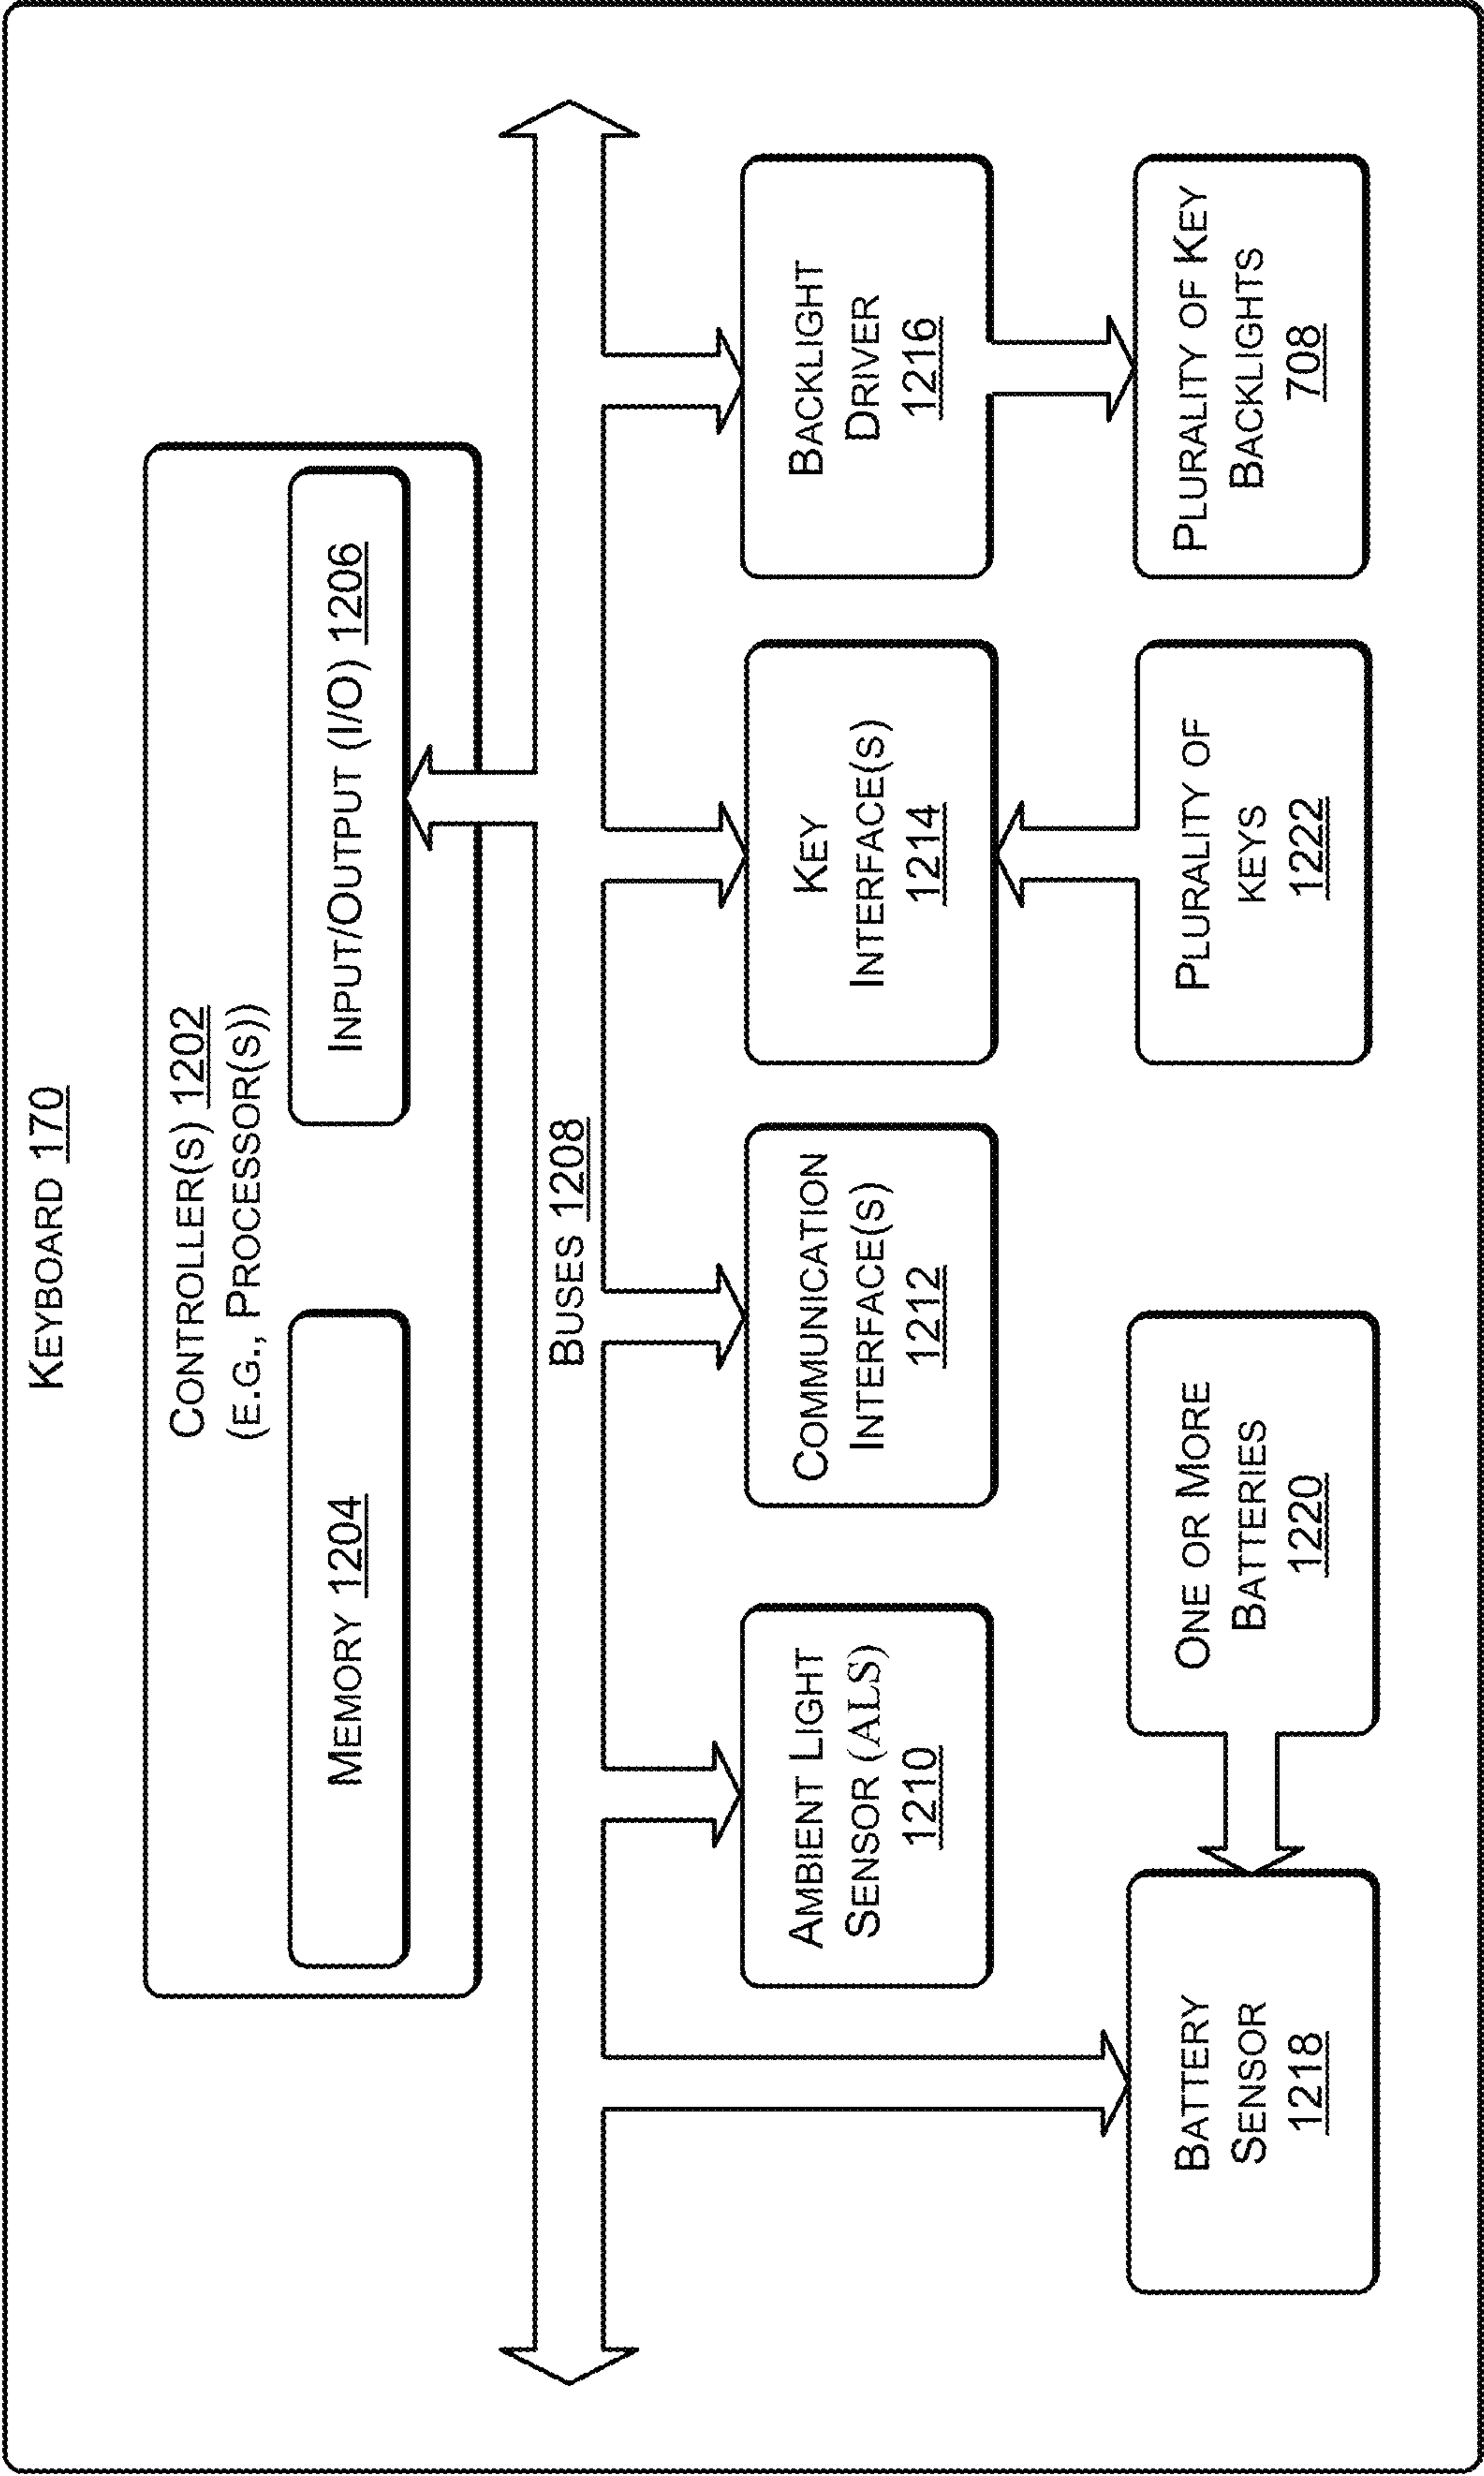 KEYBOARD 170
CONTROLLER(S) 1202
(E.G., PROCESSOR(S))
MEMORY 1204
INPUT/OUTPUT (I/O) 1206
BUSES 1208
AMBIENT LIGHT
SENSOR (ALS)
1210
COMMUNICATION
INTERFACE(S)
1212
KEY
INTERFACE(S)
1214
BACKLIGHT
DRIVER
1216
BATTERY
SENSOR
1218
ONE OR MORE
BATTERIES
1220
PLURALITY OF
KEYS
1222
PLURALITY OF KEY
BACKLIGHTS
708